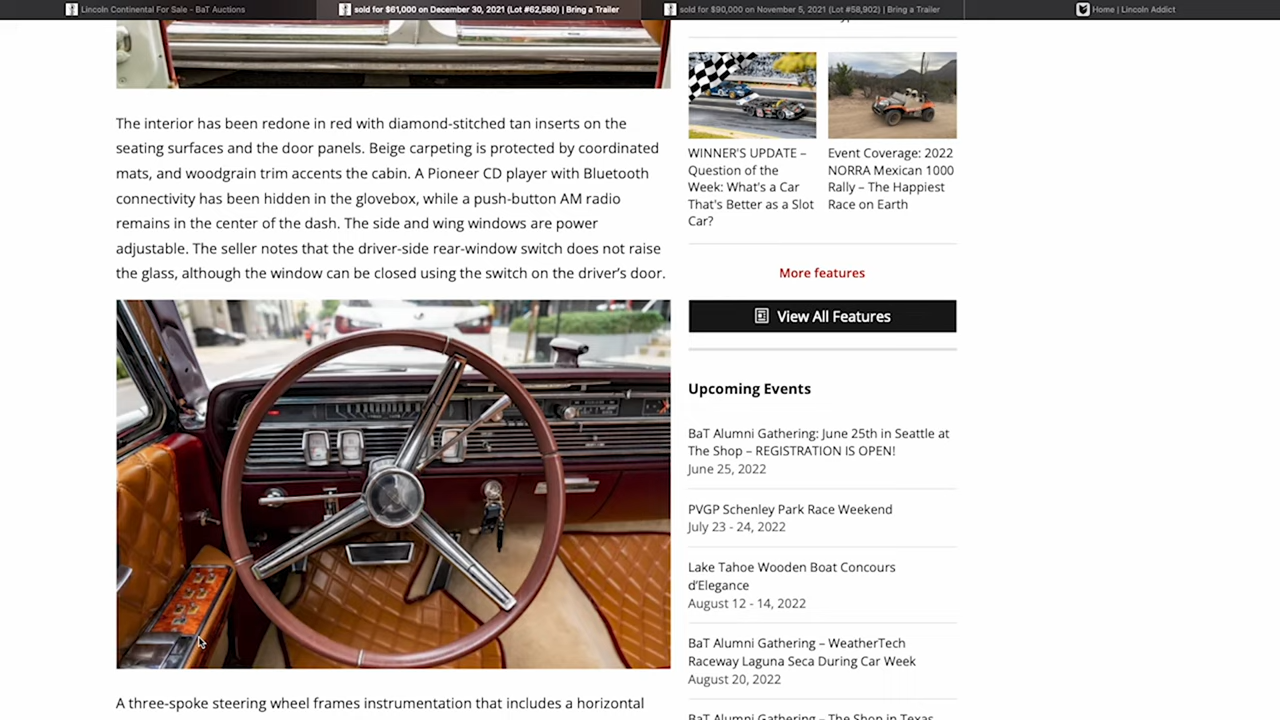 Lincoln Continental For Sale - BaT Auctions
sold for $61,000 on December 30, 2021 (Lot #62,580) | Bring a Trailer
sold for $90,000 on November 5, 2021 (Lot #58,902) | Bring a Trailer
Home | Lincoln Addict
The interior has been redone in red with diamond-stitched tan inserts on the
seating surfaces and the door panels. Beige carpeting is protected by coordinated
mats, and woodgrain trim accents the cabin. A Pioneer CD player with Bluetooth
connectivity has been hidden in the glovebox, while a push-button AM radio
remains in the center of the dash. The side and wing windows are power
adjustable. The seller notes that the driver-side rear-window switch does not raise
the glass, although the window can be closed using the switch on the driver's door.
BaT
A three-spoke steering wheel frames instrumentation that includes a horizontal
WINNER'S UPDATE –
Question of the
Week: What's a Car
That's Better as a Slot
Car?
Event Coverage: 2022
NORRA Mexican 1000
Rally – The Happiest
Race on Earth
More features
View All Features
Upcoming Events
BaT Alumni Gathering: June 25th in Seattle at
The Shop – REGISTRATION IS OPEN!
June 25, 2022
PVGP Schenley Park Race Weekend
July 23 - 24, 2022
Lake Tahoe Wooden Boat Concours
d'Elegance
August 12 - 14, 2022
BaT Alumni Gathering – WeatherTech
Raceway Laguna Seca During Car Week
August 20, 2022
BaT Alumni Gathering – The Shop in Texas